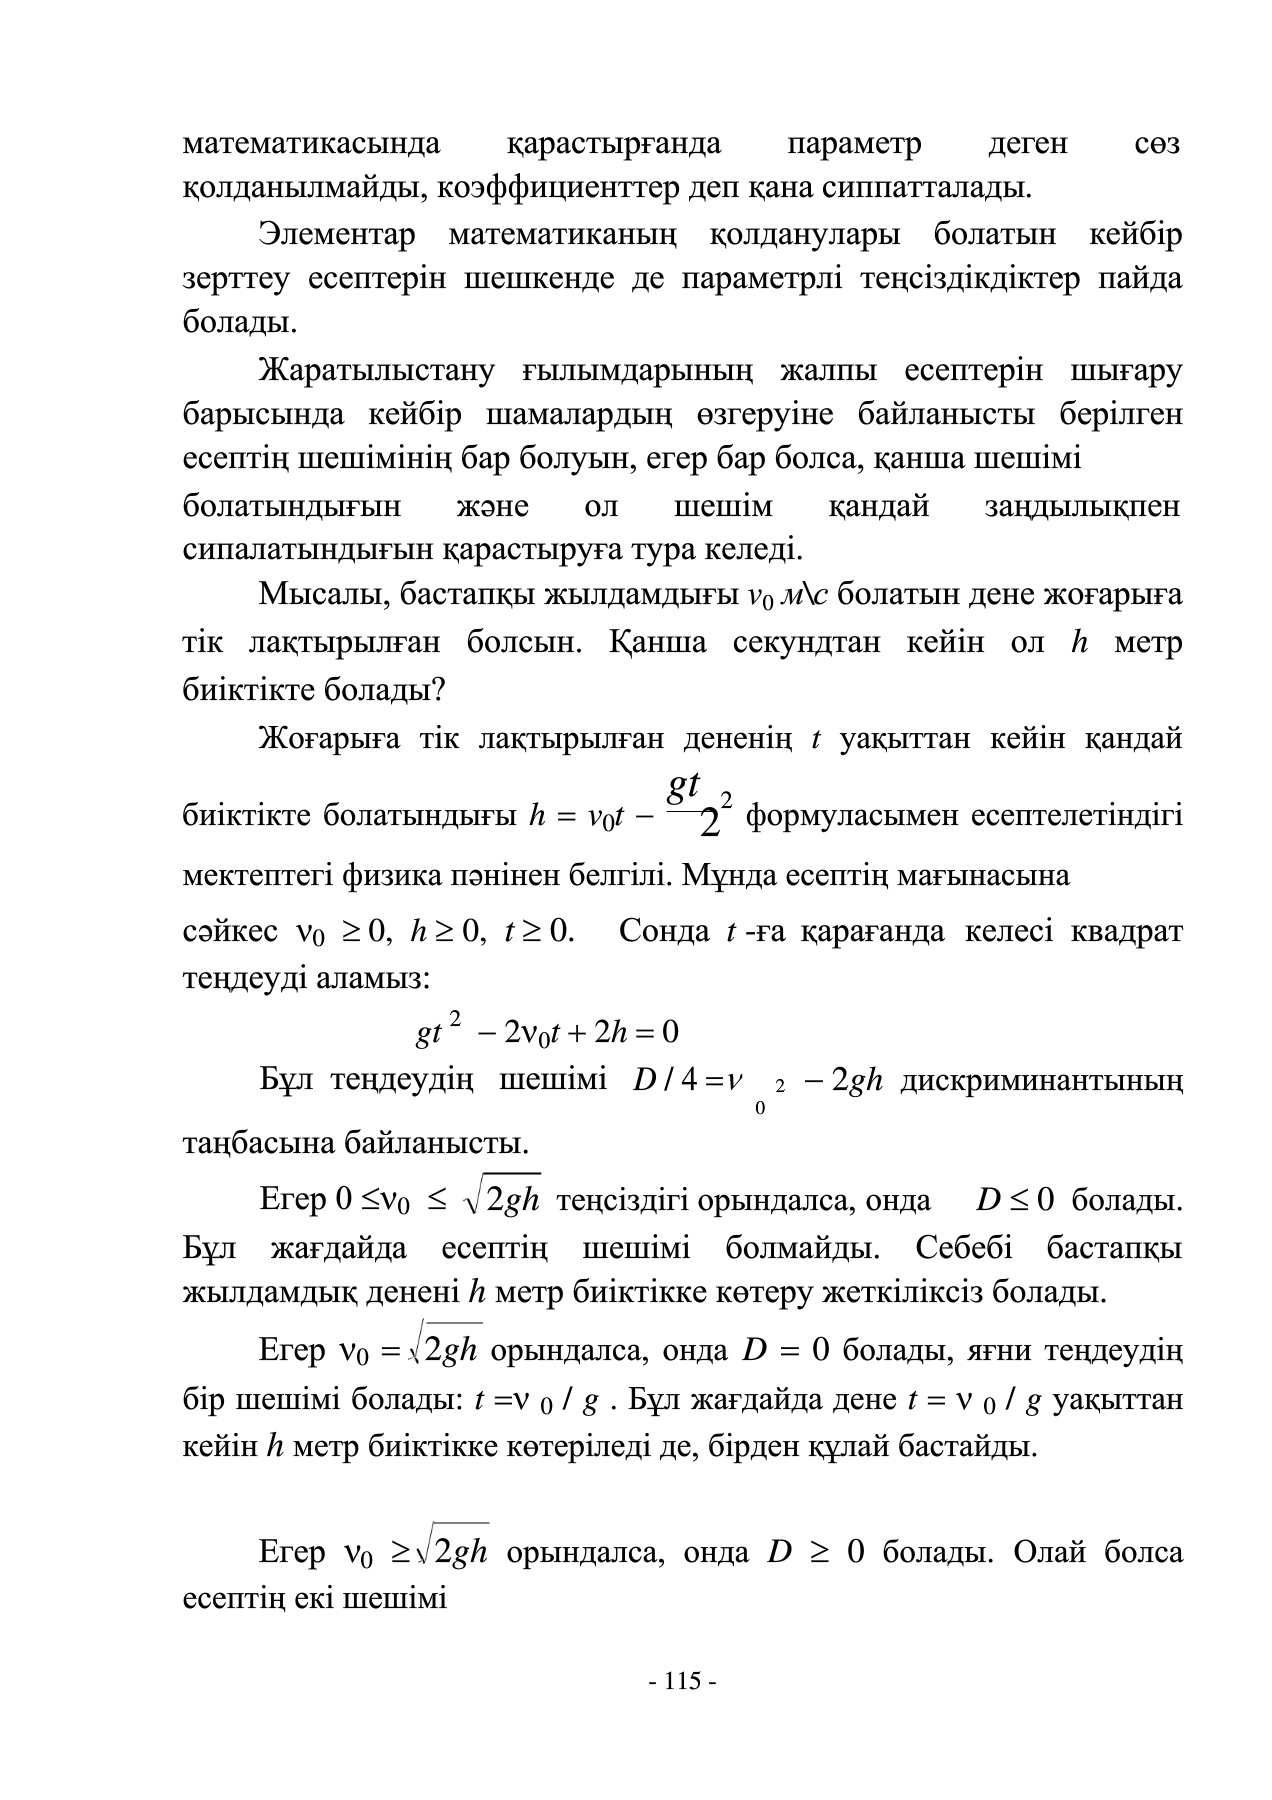 математикасында қарастырғанда параметр деген сөз
қолданылмайды, коэффициенттер деп қана сиппатталады.
Элементар математиканың қолданулары болатын кейбір
зерттеу есептерін шешкенде де параметрлі теңсіздікдіктер пайда
болады.
Жаратылыстану ғылымдарының жалпы есептерін шығару
барысында кейбір шамалардың өзгеруіне байланысты берілген
есептің шешімінің бар болуын, егер бар болса, қанша шешімі
болатындығын және ол шешім қандай заңдылықпен
сипалатындығын қарастыруға тура келеді.
Мысалы, бастапқы жылдамдығы v₀ м\с болатын дене жоғарыға
тік лақтырылған болсын. Қанша секундтан кейін ол h метр
биіктікте болады?
Жоғарыға тік лақтырылған дененің t уақыттан кейін қандай
биіктікте болатындығы h = v₀t − gt²/2 формуласымен есептелетіндігі
мектептегі физика пәнінен белгілі. Мұнда есептің мағынасына
сәйкес ν₀ ≥ 0, h ≥ 0, t ≥ 0. Сонда t -ға қарағанда келесі квадрат
теңдеуді аламыз:
gt² − 2ν₀t + 2h = 0
Бұл теңдеудің шешімі D / 4 = ν₀² − 2gh дискриминантының
таңбасына байланысты.
Егер 0 ≤ν₀ ≤ √2gh теңсіздігі орындалса, онда D ≤ 0 болады.
Бұл жағдайда есептің шешімі болмайды. Себебі бастапқы
жылдамдық денені h метр биіктікке көтеру жеткіліксіз болады.
Егер ν₀ = √2gh орындалса, онда D = 0 болады, яғни теңдеудің
бір шешімі болады: t =ν ₀ / g . Бұл жағдайда дене t = ν ₀ / g уақыттан
кейін h метр биіктікке көтеріледі де, бірден құлай бастайды.
Егер ν₀ ≥ √2gh орындалса, онда D ≥ 0 болады. Олай болса
есептің екі шешімі
- 115 -